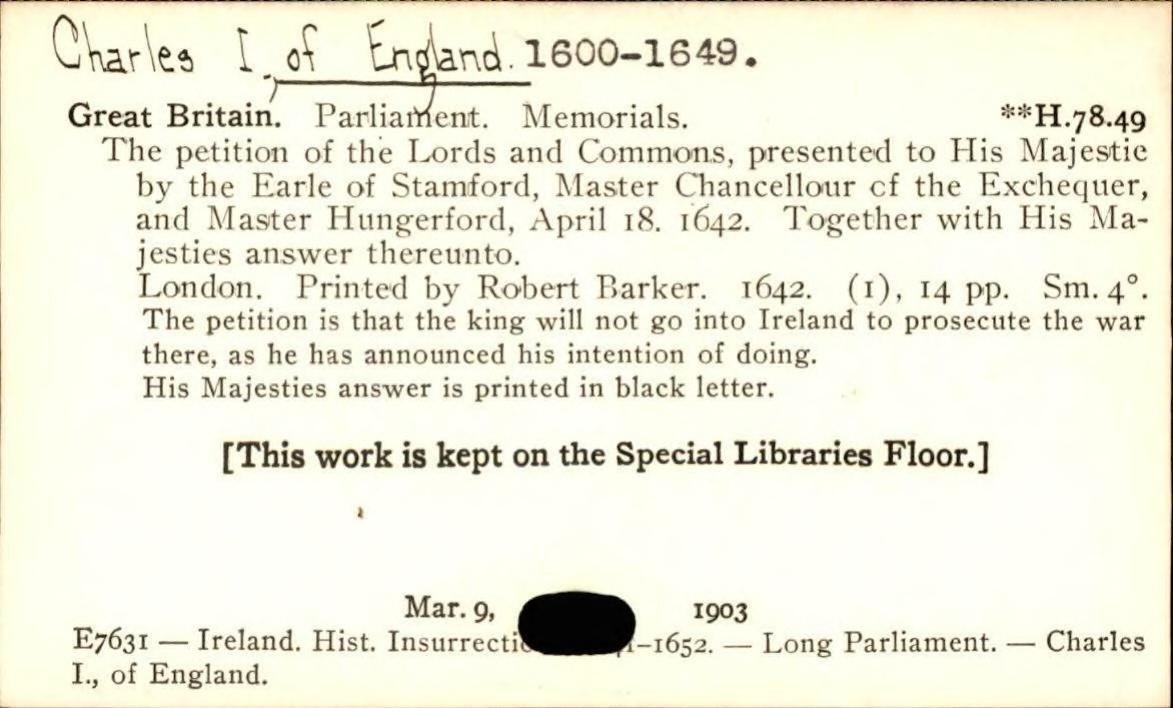 Charles I., of England. 1600-1649.
Great Britain. Parliament. Memorials. **H.78.49
The petition of the Lords and Commons, presented to His Majestie
by the Earle of Stamford, Master Chancellour of the Exchequer,
and Master Hungerford, April 18. 1642. Together with His Ma-
jesties answer thereunto.
London. Printed by Robert Barker. 1642. (1), 14 pp. Sm. 4°.
The petition is that the king will not go into Ireland to prosecute the war
there, as he has announced his intention of doing.
His Majesties answer is printed in black letter.
[This work is kept on the Special Libraries Floor.]
Mar. 9, 1903
E7631 — Ireland. Hist. -1652. — Long Parliament. — Charles
I., of England.